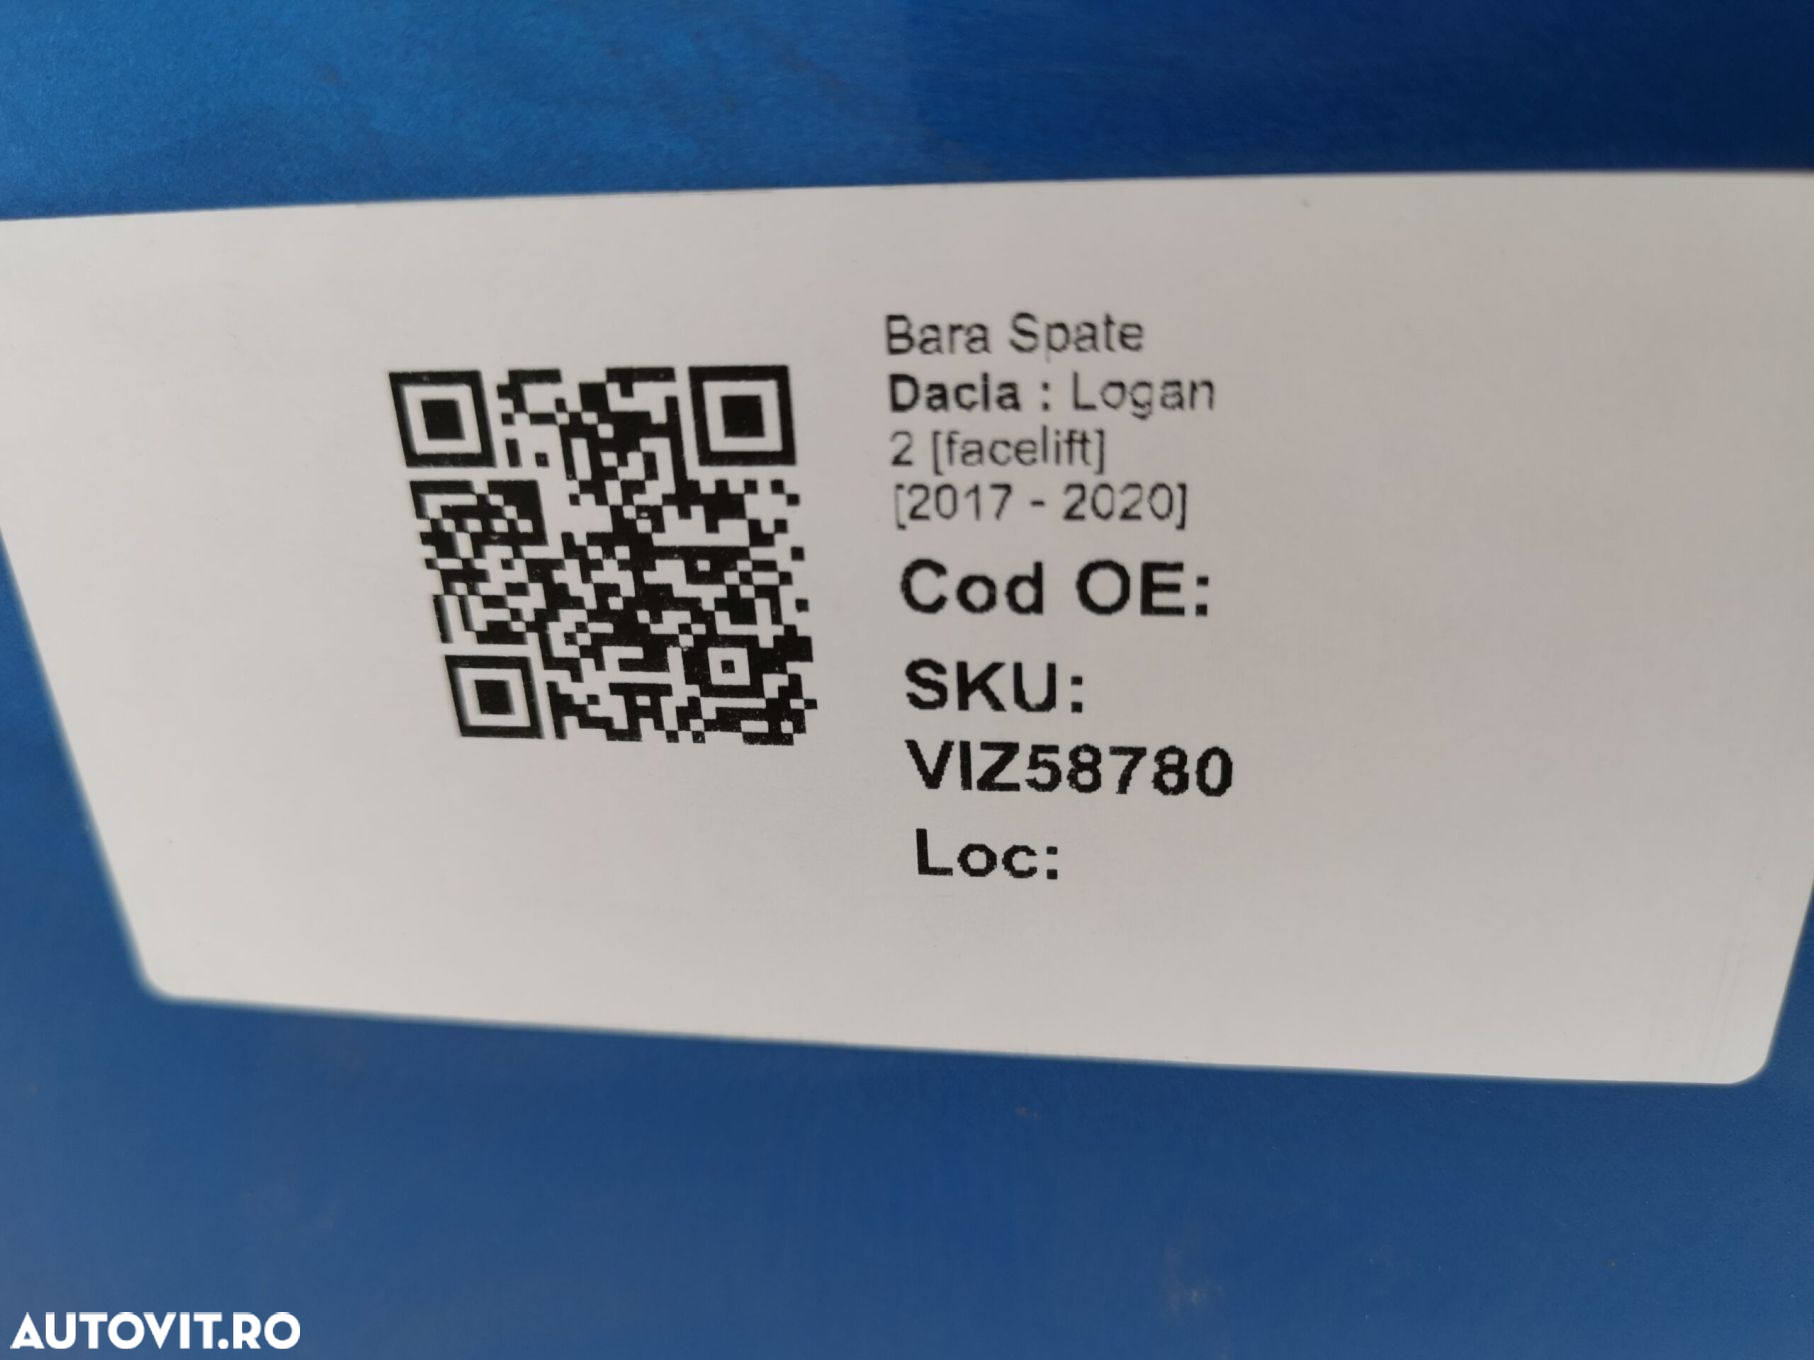 Bara Spate
Dacia : Logan
2 [facelift]
[2017 - 2020]
Cod OE:
SKU:
VIZ58780
Loc:
AUTOVIT.RO